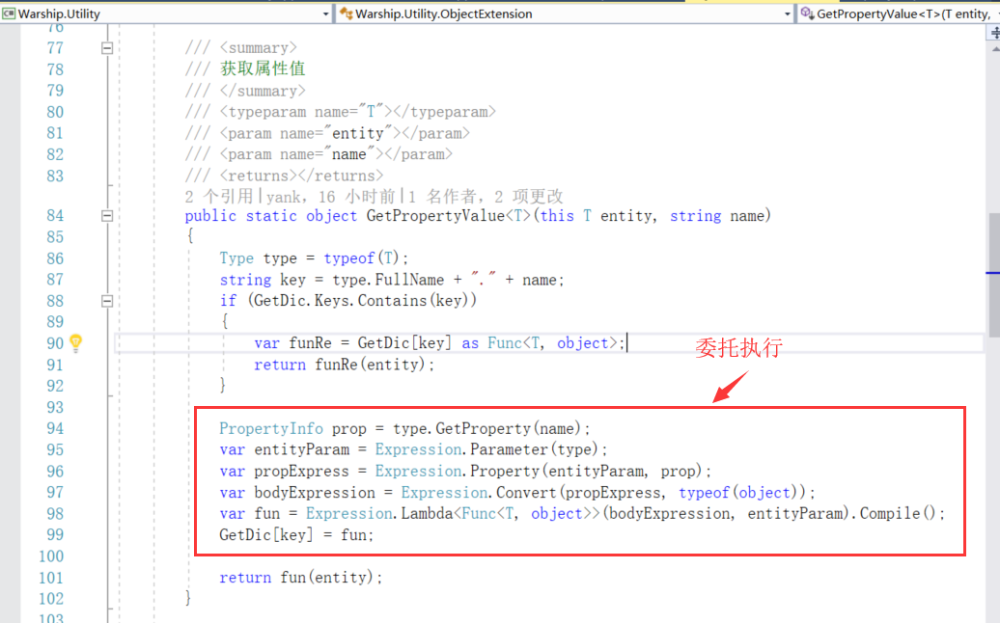 Warship.Utility Warship.Utility.ObjectExtension GetPropertyValue<T>(T entity,
76
77 /// <summary>
78 /// 获取属性值
79 /// </summary>
80 /// <typeparam name="T"></typeparam>
81 /// <param name="entity"></param>
82 /// <param name="name"></param>
83 /// <returns></returns>
2 个引用|yank，16 小时前|1 名作者，2 项更改
84 public static object GetPropertyValue<T>(this T entity, string name)
85 {
86 Type type = typeof(T);
87 string key = type.FullName + "." + name;
88 if (GetDic.Keys.Contains(key))
89 {
90 var funRe = GetDic[key] as Func<T, object>;
委托执行
91 return funRe(entity);
92 }
93
94 PropertyInfo prop = type.GetProperty(name);
95 var entityParam = Expression.Parameter(type);
96 var propExpress = Expression.Property(entityParam, prop);
97 var bodyExpression = Expression.Convert(propExpress, typeof(object));
98 var fun = Expression.Lambda<Func<T, object>>(bodyExpression, entityParam).Compile();
99 GetDic[key] = fun;
100
101 return fun(entity);
102 }
103